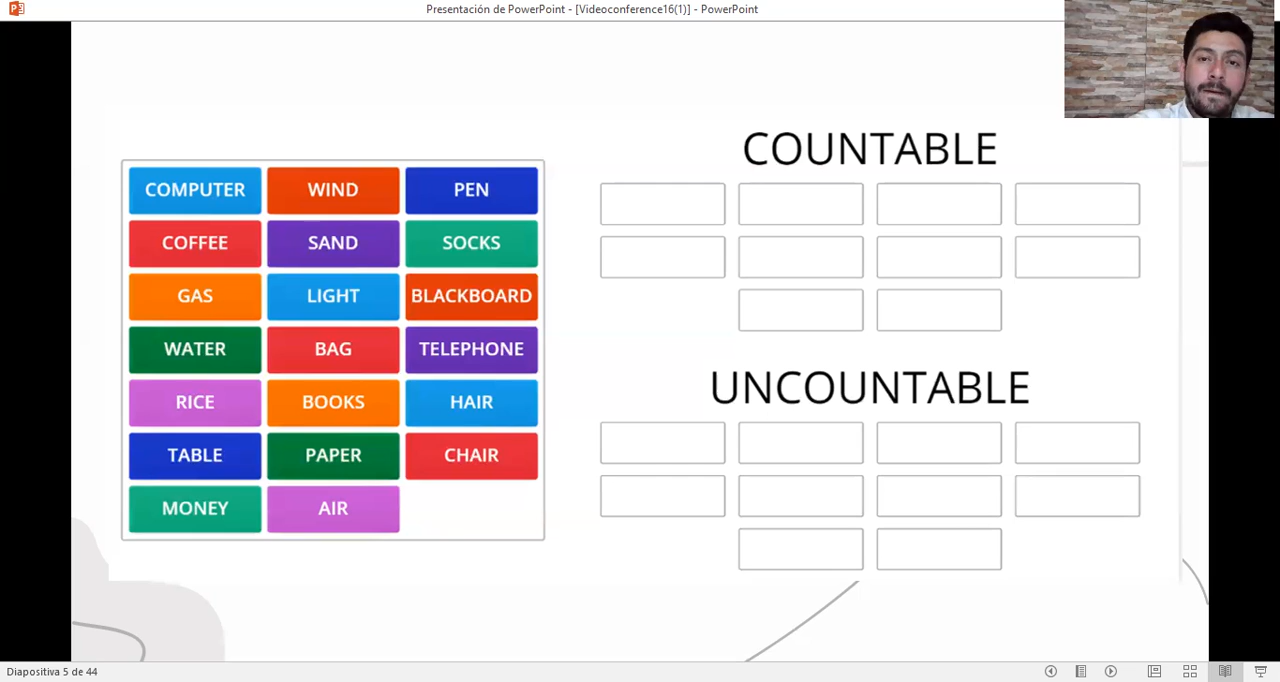 Presentación de PowerPoint - [Videoconference16(1)] - PowerPoint
COUNTABLE
COMPUTER WIND PEN
COFFEE SAND SOCKS
GAS LIGHT BLACKBOARD
WATER BAG TELEPHONE
RICE BOOKS HAIR
TABLE PAPER CHAIR
MONEY AIR
UNCOUNTABLE
Diapositiva 5 de 44